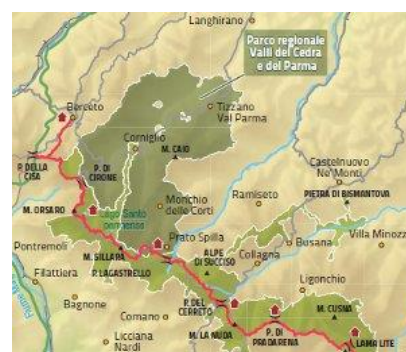 Langhirano
Parco regionale
Valli del Cedra
e del Parma
Berceto
Tizzano
Val Parma
Corniglio
M. CAIO
P. DELLA
CISA
P. DI
CIRONE
Castelnuovo
Ne' Monti
PIETRA DI BISMANTOVA
Monchio
delle Corti
Ramiseto
M. ORSARO
Lago Santo
parmense
Prato Spilla
Pontremoli
M. SILLARA
ALPE
DI SUCCISO
Busana
Villa Minozz
P. LAGASTRELLO
Collagna
Filattiera
Ligonchio
Bagnone
P. DEL
CERRETO
M. CUSNA
Comano
M. LA NUDA
P. DI
PRADARENA
LAMA LITE
Licciana
Nardi